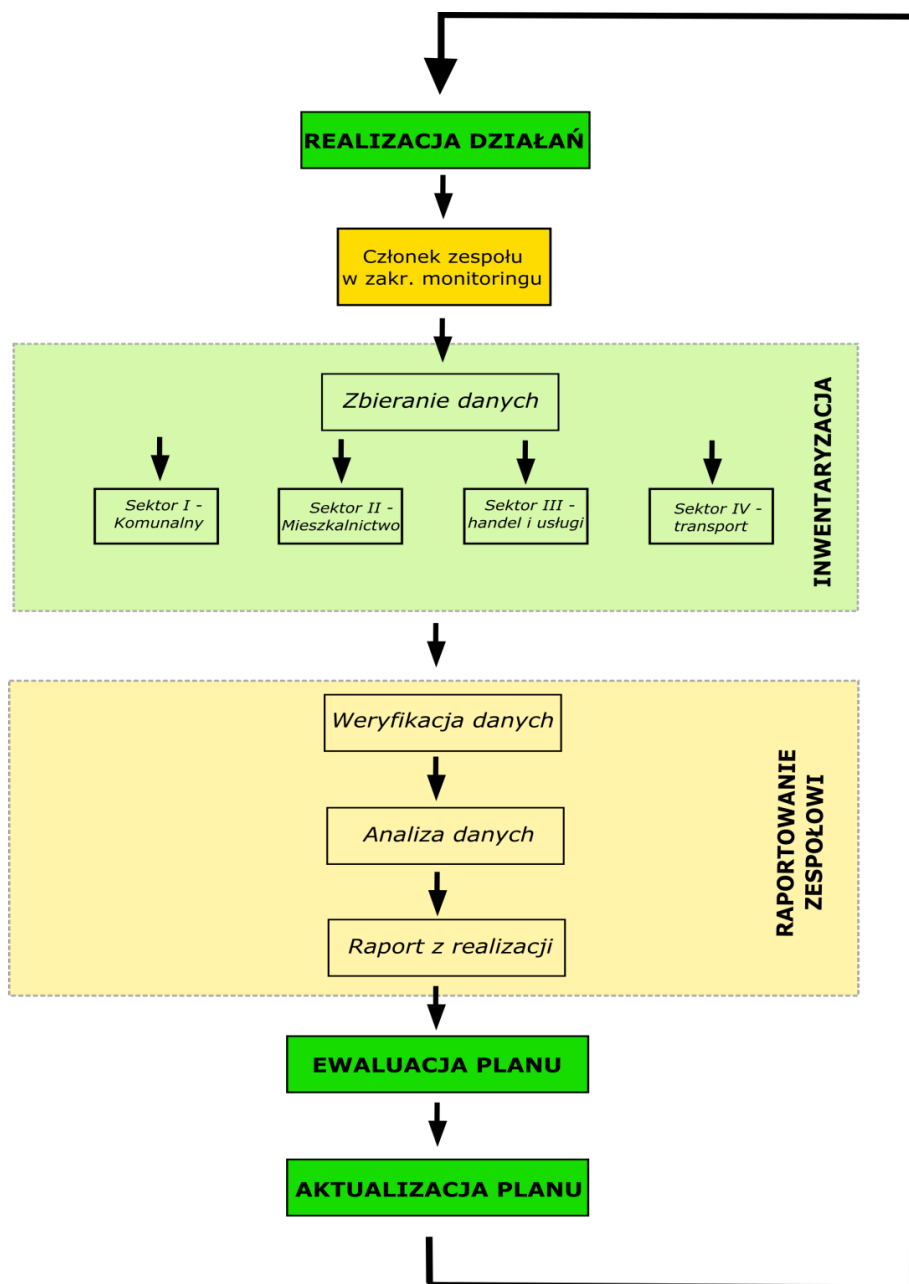 REALIZACJA DZIAŁAŃ
Członek zespołu
w zakr. monitoringu
INWENTARYZACJA
Zbieranie danych
Sektor I -
Komunalny
Sektor II -
Mieszkalnictwo
Sektor III -
handel i usługi
Sektor IV -
transport
RAPORTOWANIE
ZESPOŁOWI
Weryfikacja danych
Analiza danych
Raport z realizacji
EWALUACJA PLANU
AKTUALIZACJA PLANU